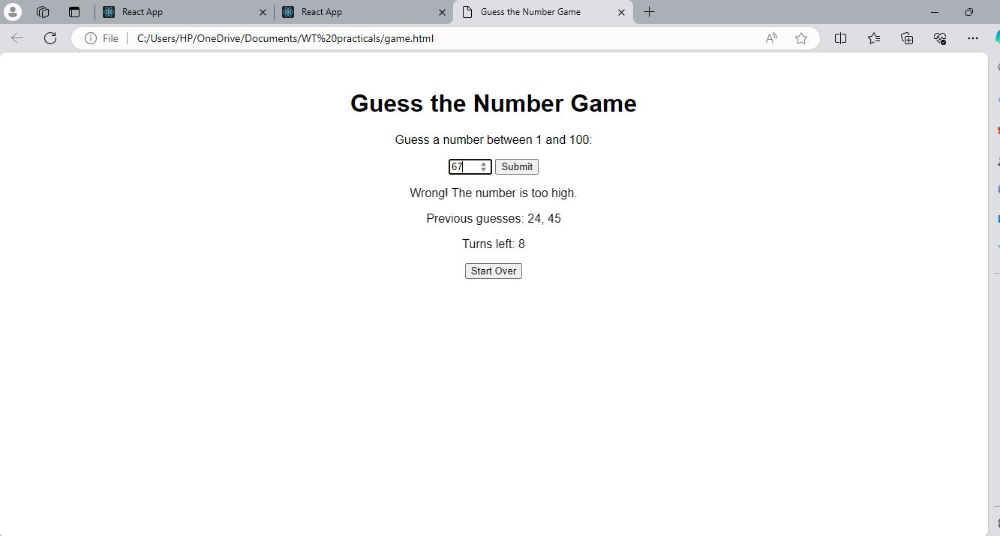 React App
React App
Guess the Number Game
File
C:/Users/HP/OneDrive/Documents/WT%20practicals/game.html
Guess the Number Game
Guess a number between 1 and 100:
67 Submit
Wrong! The number is too high.
Previous guesses: 24, 45
Turns left: 8
Start Over